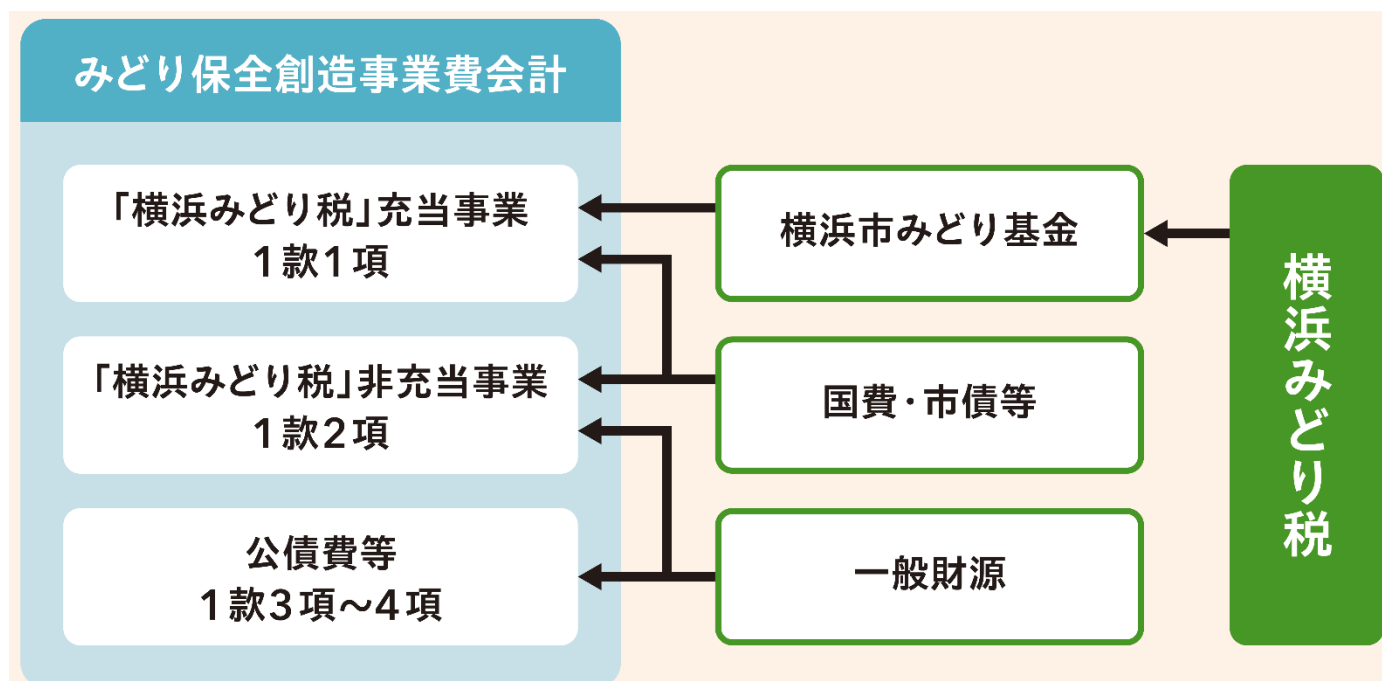 みどり保全創造事業費会計
「横浜みどり税」充当事業
1款1項
「横浜みどり税」非充当事業
1款2項
公債費等
1款3項〜4項
横浜市みどり基金
国費・市債等
一般財源
横浜みどり税